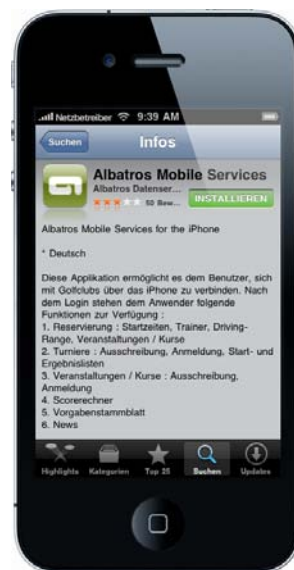 Netzbetreiber 9:39 AM
Suchen Infos
Albatros Mobile Services
Albatros Datenser...
50 Bew... INSTALLIEREN
Albatros Mobile Services for the iPhone
* Deutsch
Diese Applikation ermöglicht es dem Benutzer, sich
mit Golfclubs über das iPhone zu verbinden. Nach
dem Login stehen dem Anwender folgende
Funktionen zur Verfügung :
1. Reservierung : Startzeiten, Trainer, Driving-
Range, Veranstaltungen / Kurse
2. Turniere : Ausschreibung, Anmeldung, Start- und
Ergebnislisten
3. Veranstaltungen / Kurse : Ausschreibung,
Anmeldung
4. Scorerechner
5. Vorgabenstammblatt
6. News
Highlights Kategorien Top 25 Suchen Updates